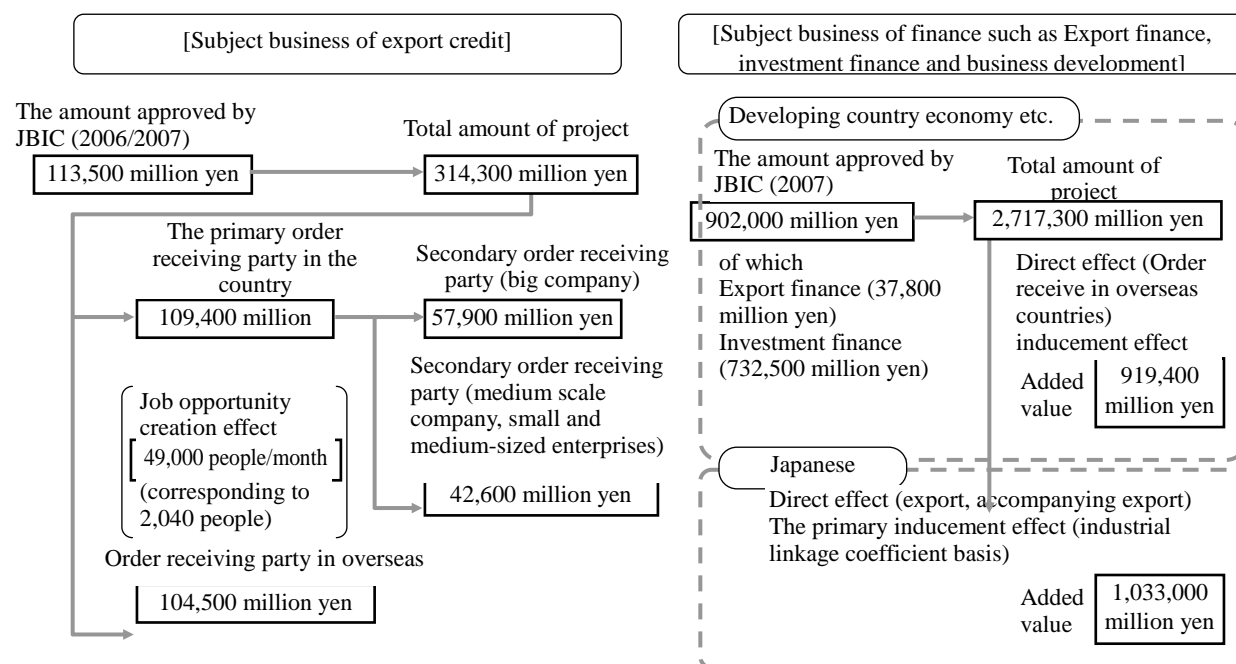 [Subject business of export credit]
The amount approved by
JBIC (2006/2007)
113,500 million yen
Total amount of project
314,300 million yen
The primary order
receiving party in the
country
109,400 million
Secondary order receiving
party (big company)
57,900 million yen
Secondary order receiving
party (medium scale
company, small and
medium-sized enterprises)
42,600 million yen
Job opportunity
creation effect
49,000 people/month
(corresponding to
2,040 people)
Order receiving party in overseas
104,500 million yen
[Subject business of finance such as Export finance,
investment finance and business development]
Developing country economy etc.
The amount approved by
JBIC (2007)
902,000 million yen
Total amount of
project
2,717,300 million yen
of which
Export finance (37,800
million yen)
Investment finance
(732,500 million yen)
Direct effect (Order
receive in overseas
countries)
inducement effect
Added
value
919,400
million yen
Japanese
Direct effect (export, accompanying export)
The primary inducement effect (industrial
linkage coefficient basis)
Added
value
1,033,000
million yen